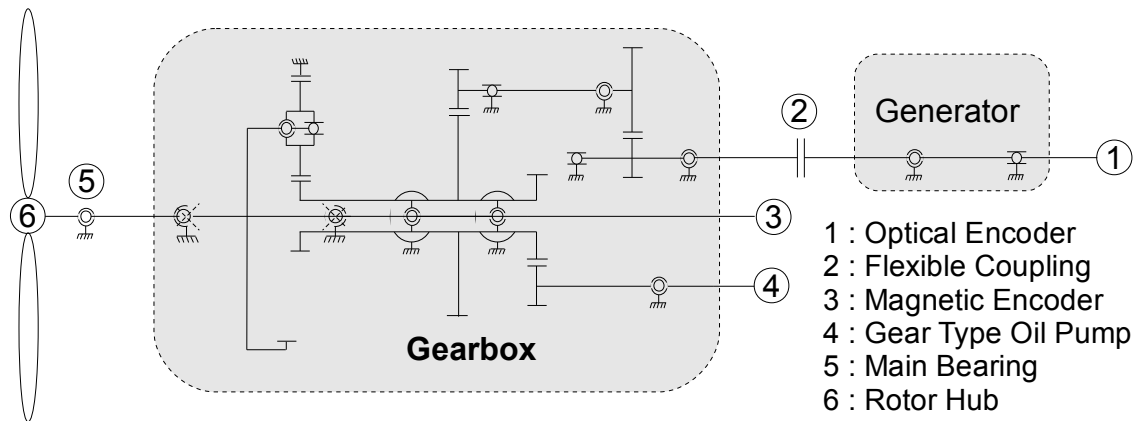 2
Generator
1
5
6
3
4
Gearbox
1 : Optical Encoder
2 : Flexible Coupling
3 : Magnetic Encoder
4 : Gear Type Oil Pump
5 : Main Bearing
6 : Rotor Hub